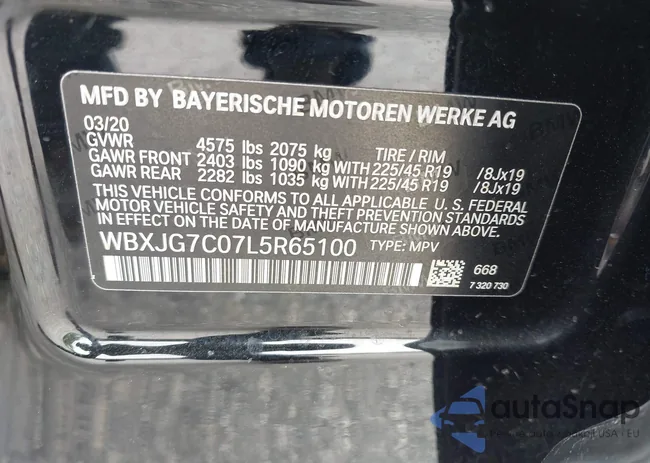 MFD BY BAYERISCHE MOTOREN WERKE AG
03/20
GVWR 4575 lbs 2075 kg TIRE / RIM
GAWR FRONT 2403 lbs 1090 kg WITH 225/45 R19 /8Jx19
GAWR REAR 2282 lbs 1035 kg WITH 225/45 R19 /8Jx19
THIS VEHICLE CONFORMS TO ALL APPLICABLE U. S. FEDERAL
MOTOR VEHICLE SAFETY AND THEFT PREVENTION STANDARDS
IN EFFECT ON THE DATE OF MANUFACTURE SHOWN ABOVE.
WBXJG7C07L5R65100 TYPE: MPV
668
7 320 730
autoSnap
USA / EU